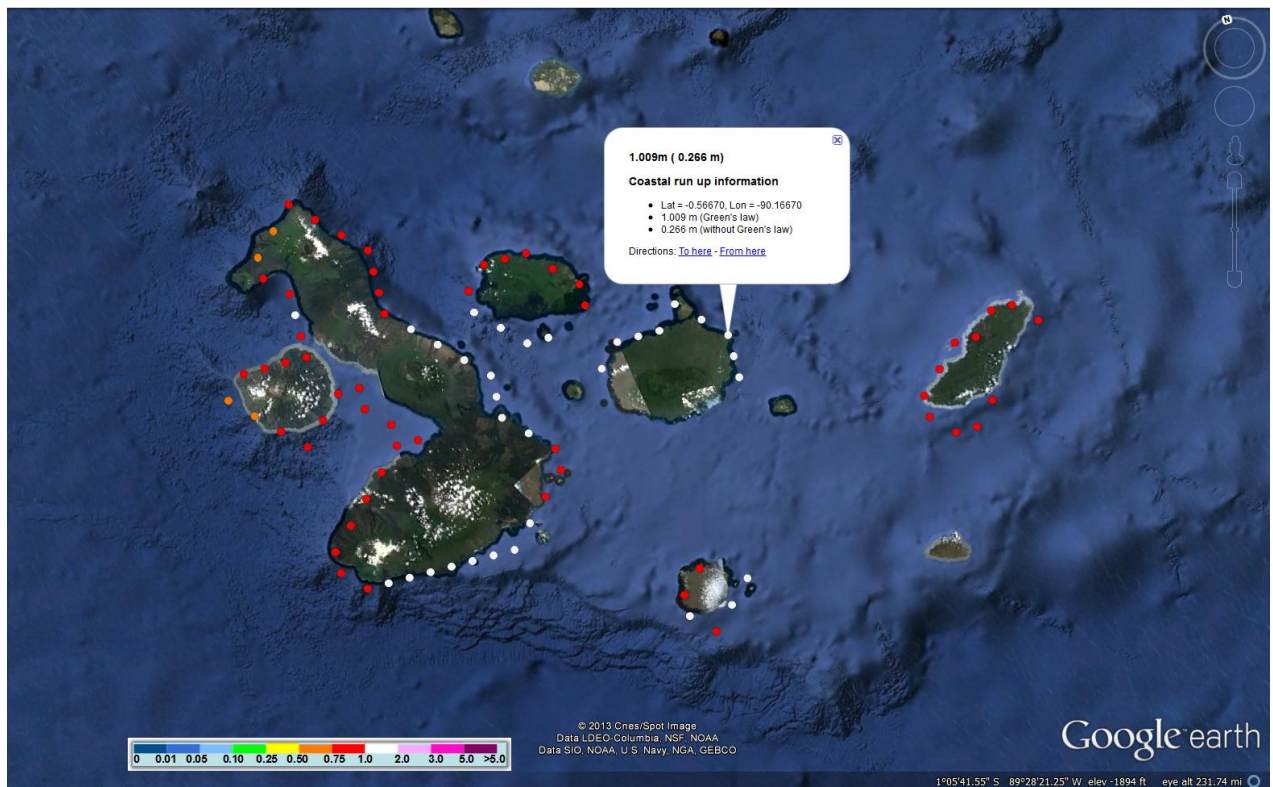 N
1.009m ( 0.266 m)
Coastal run up information
Lat = -0.56670, Lon = -90.16670
1.009 m (Green's law)
0.266 m (without Green's law)
Directions: To here - From here
© 2013 Cnes/Spot Image
Data LDEO-Columbia, NSF, NOAA
Data SIO, NOAA, U.S. Navy, NGA, GEBCO
Google earth
0 0.01 0.05 0.10 0.25 0.50 0.75 1.0 2.0 3.0 5.0 >5.0
1°05'41.55" S 89°28'21.25" W elev -1894 ft eye alt 231.74 mi